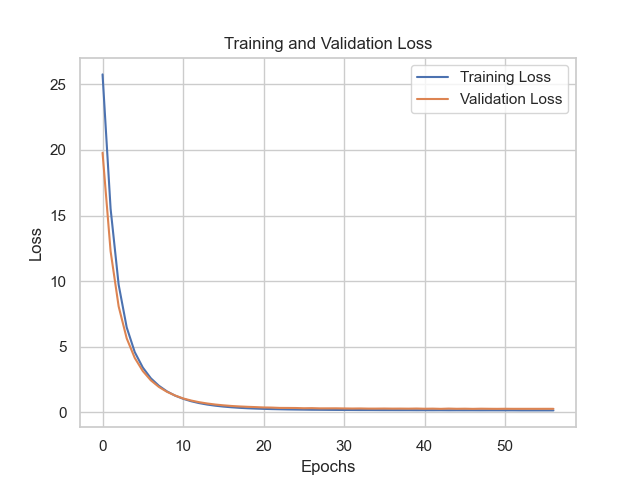 Training and Validation Loss
Training Loss
Validation Loss
Loss
25
20
15
10
5
0
0 10 20 30 40 50
Epochs